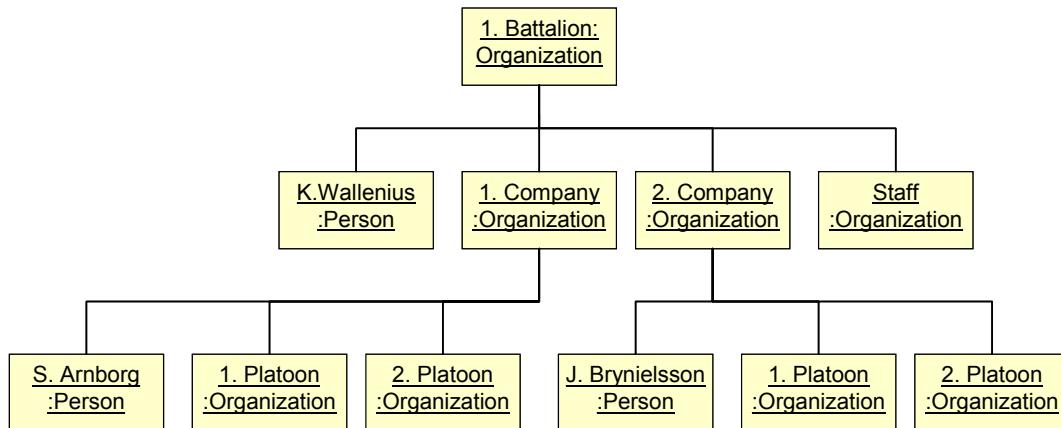 1. Battalion:
Organization
K.Wallenius
:Person
1. Company
:Organization
2. Company
:Organization
Staff
:Organization
S. Arnborg
:Person
1. Platoon
:Organization
2. Platoon
:Organization
J. Brynielsson
:Person
1. Platoon
:Organization
2. Platoon
:Organization